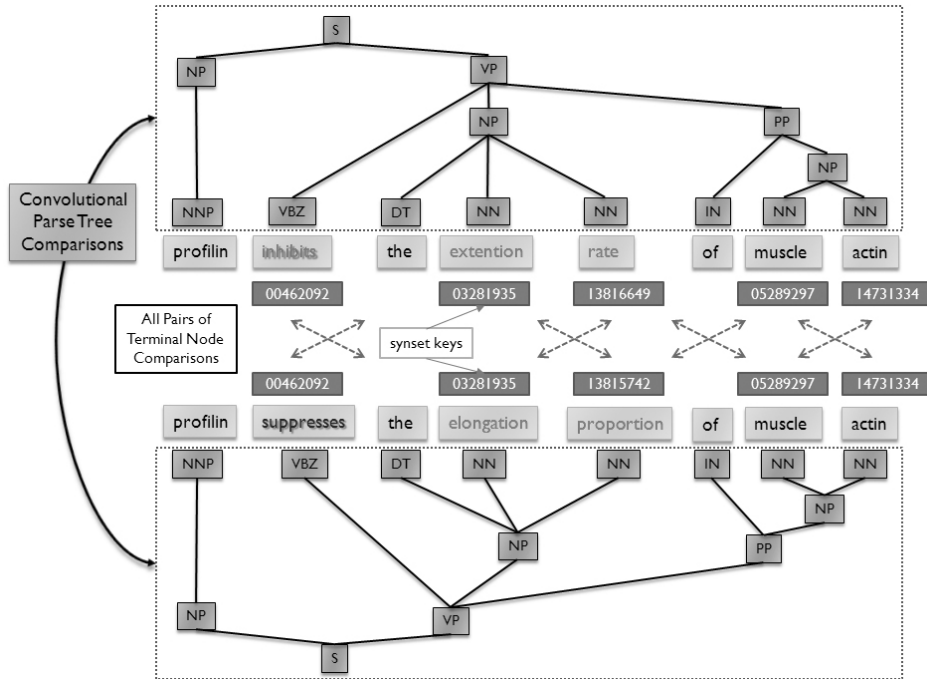 S
NP VP
NP PP
NP
NNP VBZ DT NN NN IN NN NN
Convolutional
Parse Tree
Comparisons
profilin inhibits the extention rate of muscle actin
00462092 03281935 13816649 05289297 14731334
All Pairs of
Terminal Node
Comparisons
synset keys
00462092 03281935 13815742 05289297 14731334
profilin suppresses the elongation proportion of muscle actin
NNP VBZ DT NN NN IN NN NN
NP
NP PP
NP VP
S